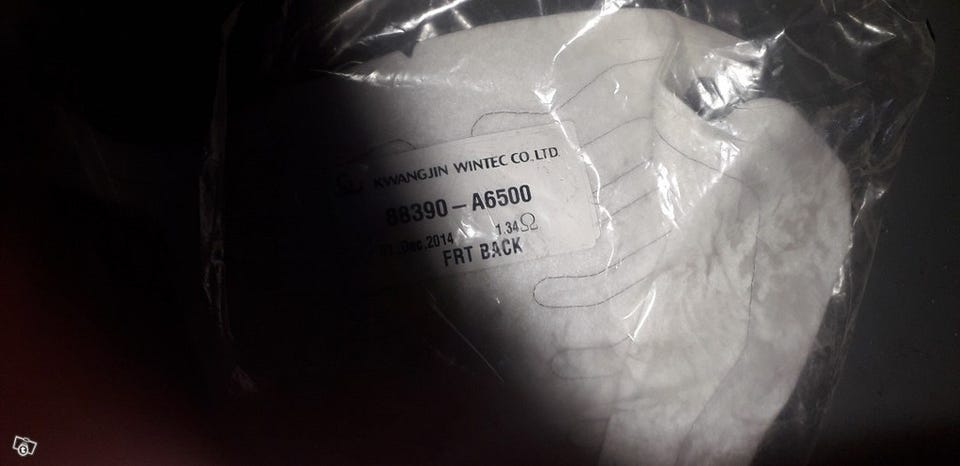 KWANGJIN WINTEC CO.LTD.
88390-A6500
Dec.2014 1.34Ω
FRT BACK